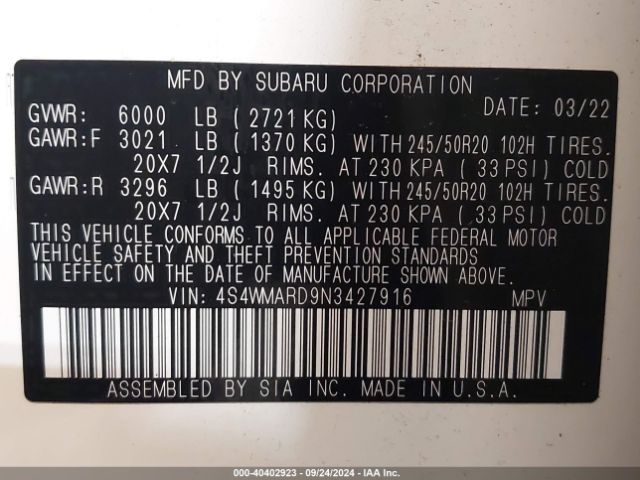 MFD BY SUBARU CORPORATION
GVWR: 6000 LB ( 2721 KG) DATE: 03/22
GAWR:F 3021 LB ( 1370 KG) WITH 245/50R20 102H TIRES.
20X7 1/2J RIMS. AT 230 KPA ( 33 PSI) COLD
GAWR:R 3296 LB ( 1495 KG) WITH 245/50R20 102H TIRES.
20X7 1/2J RIMS. AT 230 KPA ( 33 PSI) COLD
THIS VEHICLE CONFORMS TO ALL APPLICABLE FEDERAL MOTOR
VEHICLE SAFETY AND THEFT PREVENTION STANDARDS
IN EFFECT ON THE DATE OF MANUFACTURE SHOWN ABOVE.
VIN: 4S4WMARD9N3427916 MPV
ASSEMBLED BY SIA INC. MADE IN U.S.A.
000-40402923 - 09/24/2024 - IAA Inc.